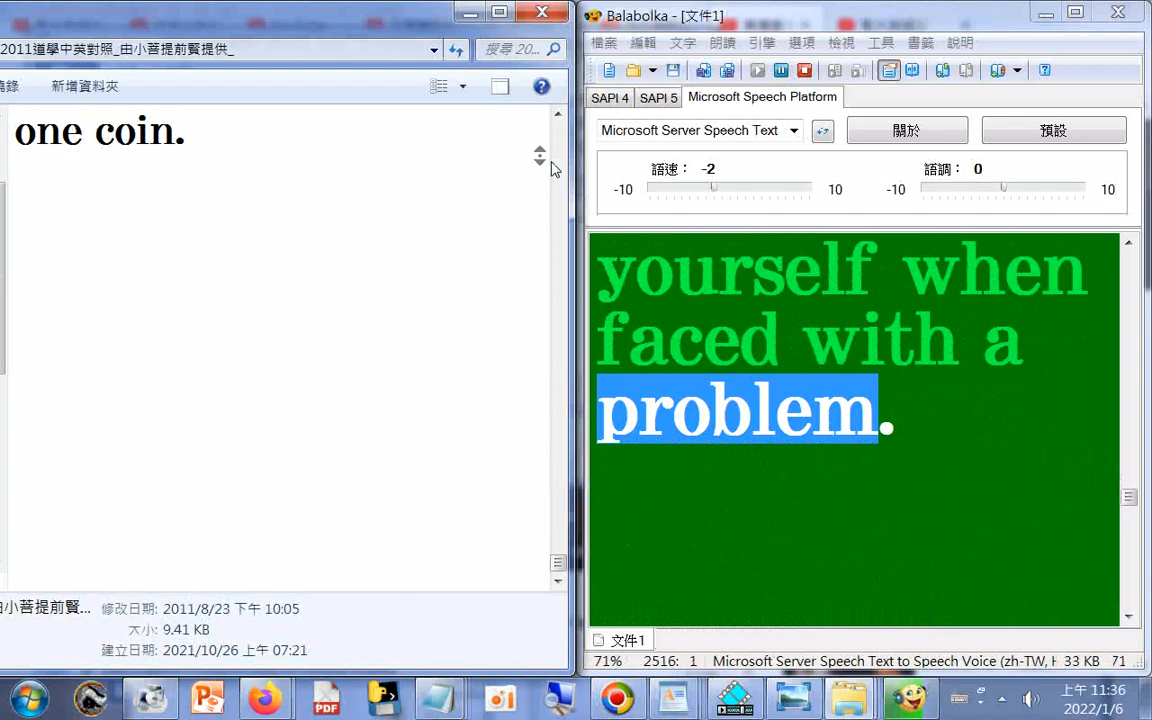 2011道學中英對照_由小菩提前賢提供_
搜尋 20...
燒錄
新增資料夾
one coin.
由小菩提前賢... 修改日期: 2011/8/23 下午 10:05
大小: 9.41 KB
建立日期: 2021/10/26 上午 07:21
Balabolka - [文件1]
檔案 編輯 文字 朗讀 引擎 選項 檢視 工具 書籤 說明
SAPI 4 SAPI 5 Microsoft Speech Platform
Microsoft Server Speech Text 關於 預設
語速： -2 語調： 0
-10 10 -10 10
yourself when
faced with a
problem.
文件1
71% 2516: 1 Microsoft Server Speech Text to Speech Voice (zh-TW, H 33 KB 71
PDF
上午 11:36
2022/1/6